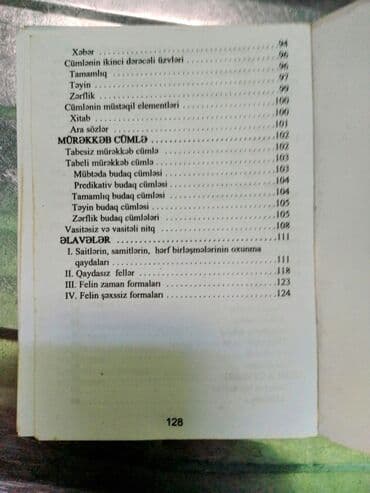 Xəbər 94
Cümlənin ikinci dərəcəli üzvləri 96
Tamamlıq 96
Təyin 97
Zərflik 99
Cümlənin müstəqil elementləri 100
Xitab 100
Ara sözlər 101
MÜRƏKKƏB CÜMLƏ 102
Tabesiz mürəkkəb cümlə 102
Tabeli mürəkkəb cümlə 103
Mübtəda budaq cümləsi 103
Predikativ budaq cümləsi 104
Tamamlıq budaq cümləsi 104
Təyin budaq cümləsi 105
Zərflik budaq cümlələri 105
Vasitəsiz və vasitəli nitq 108
ƏLAVƏLƏR 111
I. Saitlərin, samitlərin, hərf birləşmələrinin oxunma
qaydaları 111
II. Qaydasız fellər 118
III. Felin zaman formaları 123
IV. Felin şəxssiz formaları 124
128